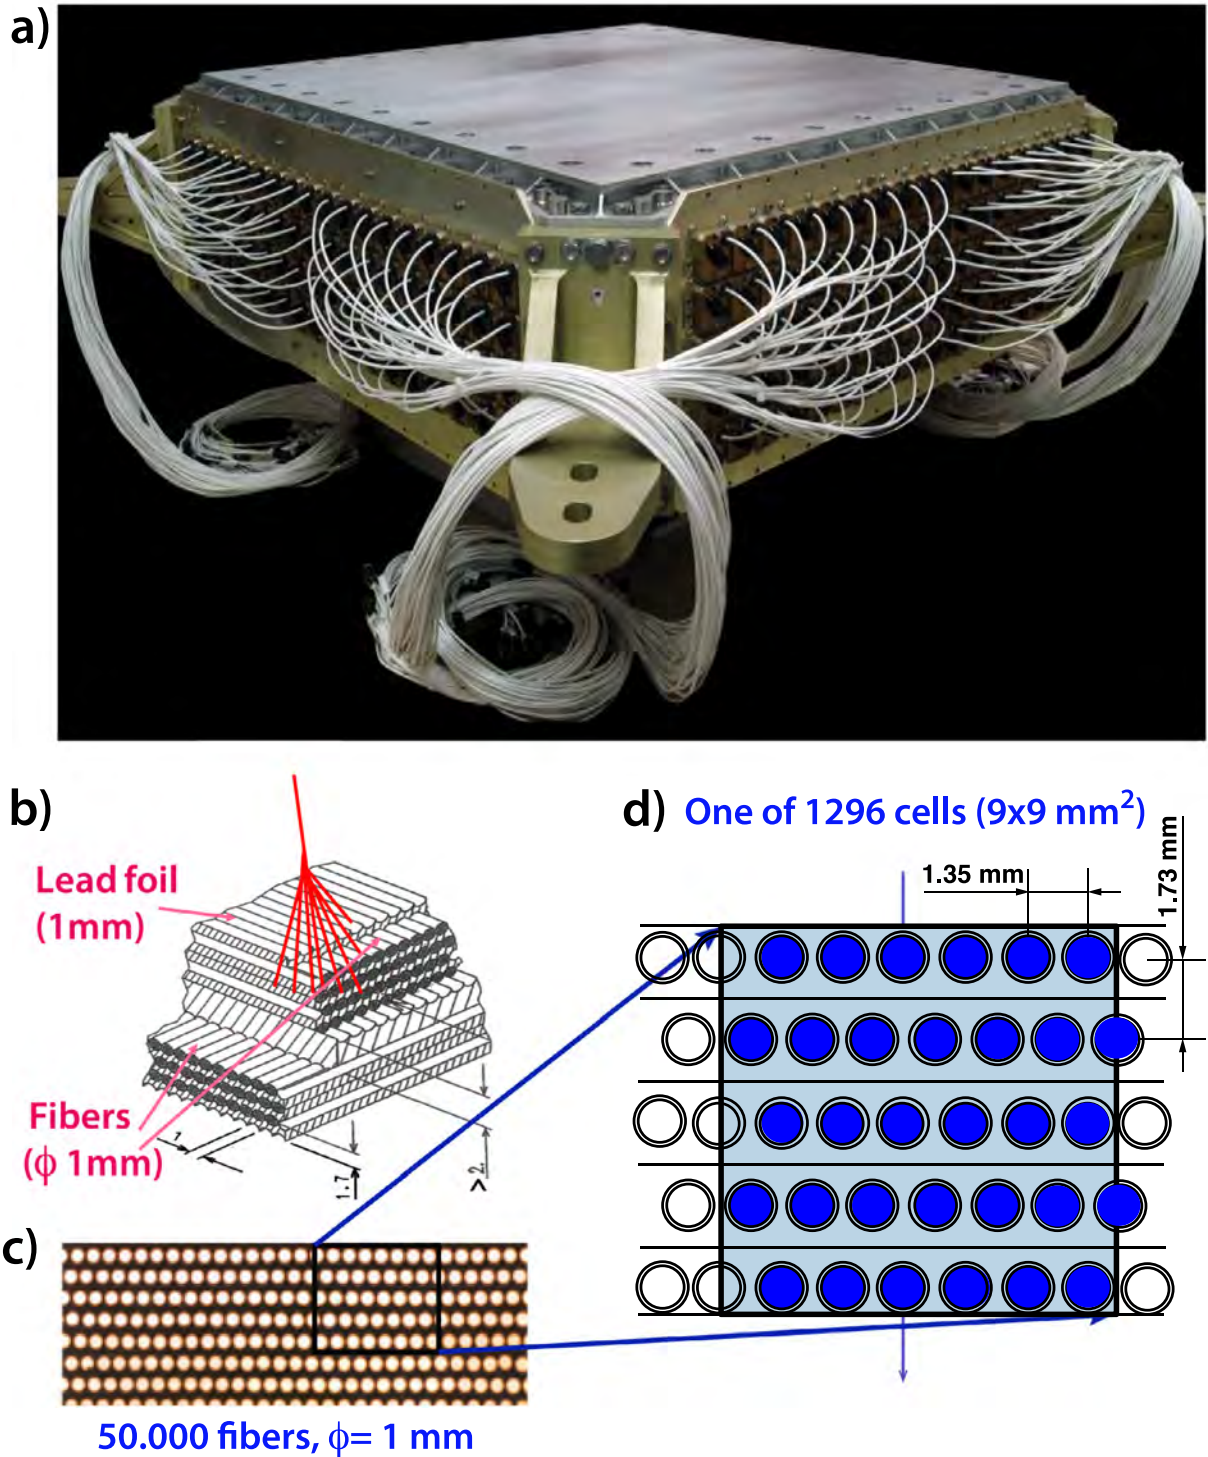 a)
b)
Lead foil
(1mm)
Fibers
(ϕ 1mm)
1
1.7
>2.
c)
50.000 fibers, ϕ= 1 mm
d) One of 1296 cells (9x9 mm²)
1.35 mm
1.73 mm